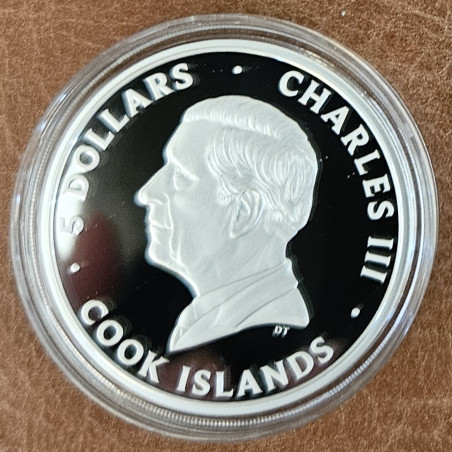 5 DOLLARS · CHARLES III ·
COOK ISLANDS ·
DT